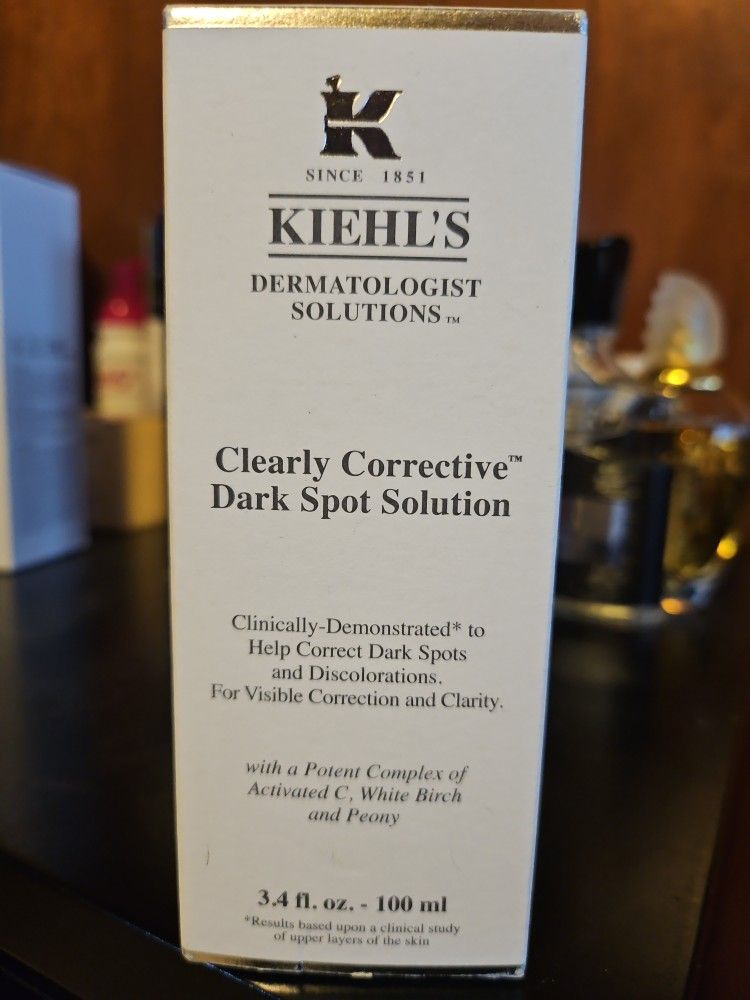 K
SINCE 1851
KIEHL'S
DERMATOLOGIST
SOLUTIONS™
Clearly Corrective™
Dark Spot Solution
Clinically-Demonstrated* to
Help Correct Dark Spots
and Discolorations.
For Visible Correction and Clarity.
with a Potent Complex of
Activated C, White Birch
and Peony
3.4 fl. oz. - 100 ml
*Results based upon a clinical study
of upper layers of the skin